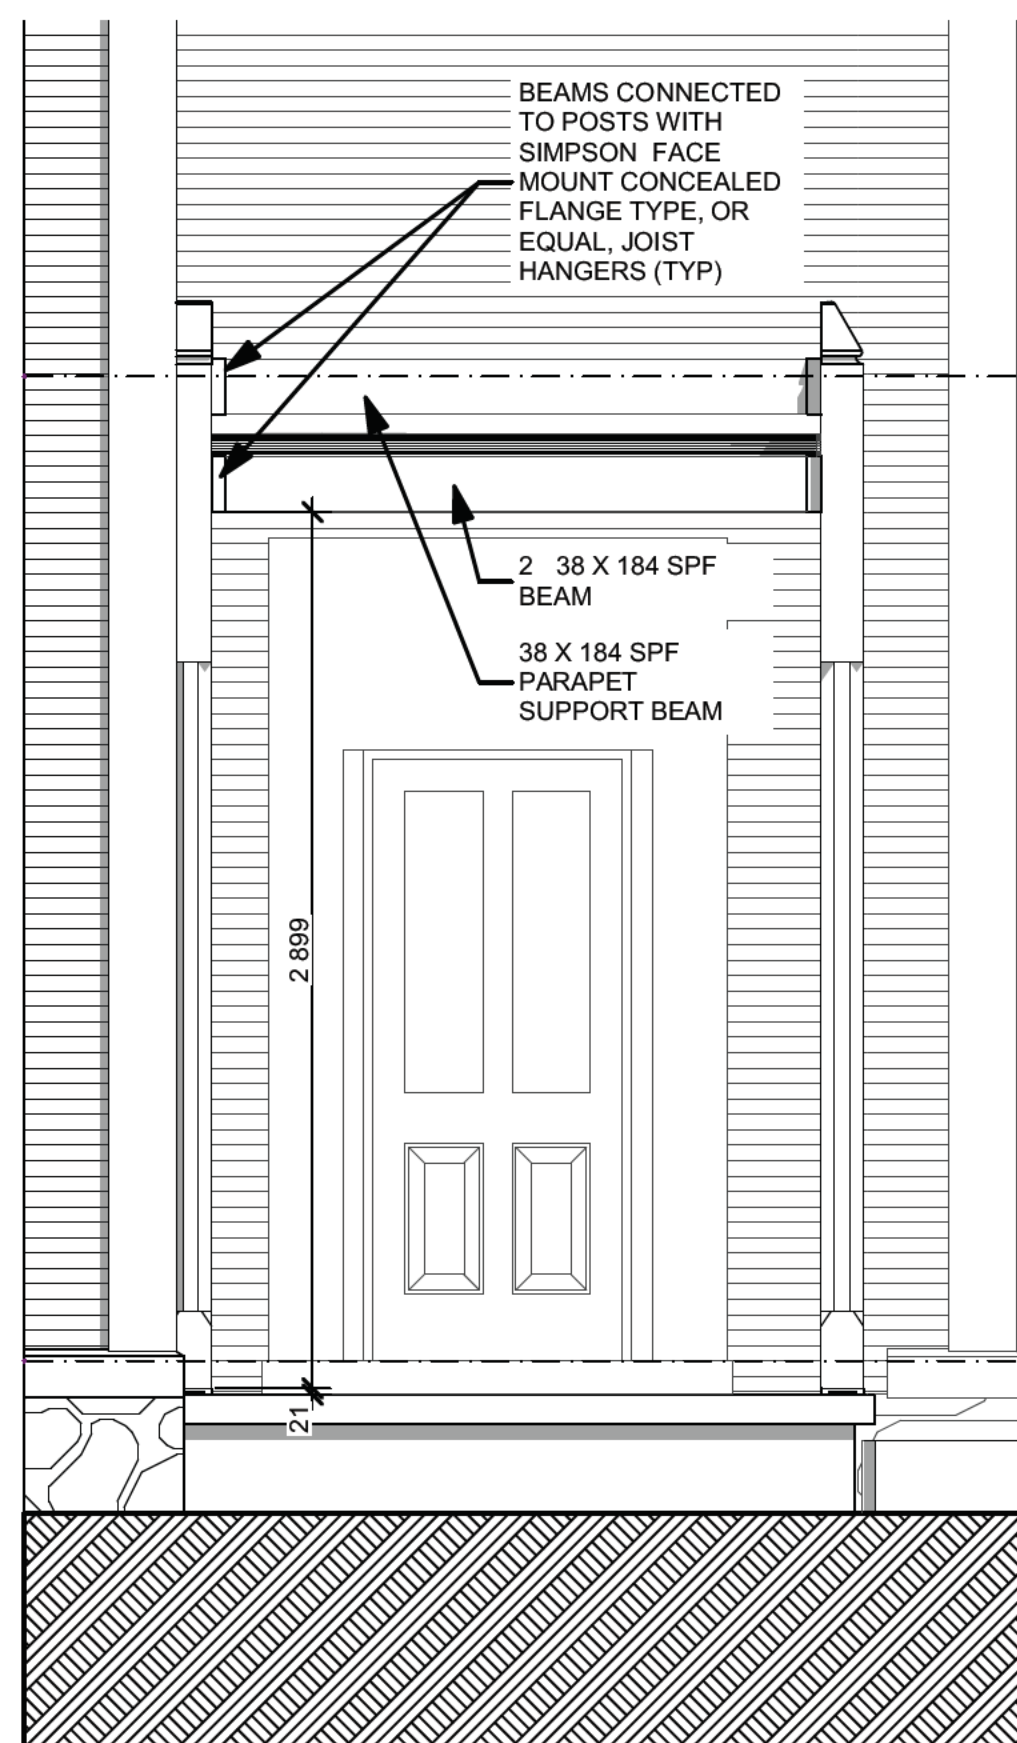 BEAMS CONNECTED
TO POSTS WITH
SIMPSON FACE
MOUNT CONCEALED
FLANGE TYPE, OR
EQUAL, JOIST
HANGERS (TYP)
2 38 X 184 SPF
BEAM
38 X 184 SPF
PARAPET
SUPPORT BEAM
2 899
21